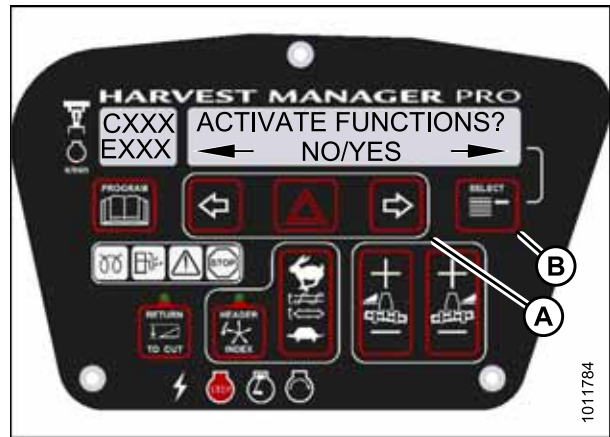 HARVEST MANAGER PRO
CXXX
EXXX
ACTIVATE FUNCTIONS?
NO/YES
PROGRAM
SELECT
STOP
B
A
RETURN
TO CUT
HEADER
INDEX
STOP
1011784